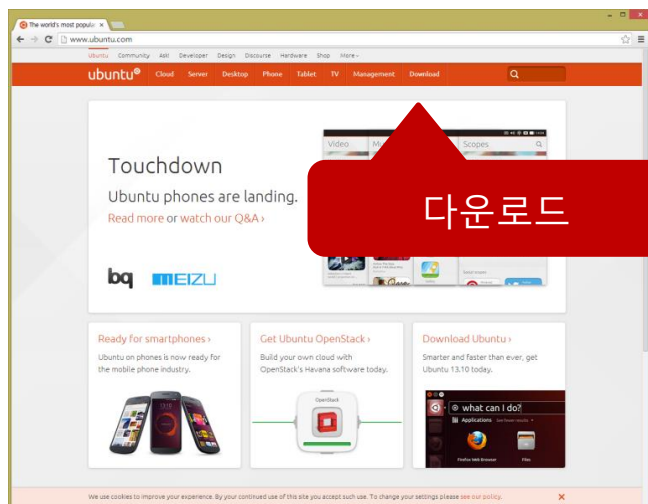 The world's most popular
www.ubuntu.com
Ubuntu Community Ask! Developer Design Discourse Hardware Shop More
ubuntu Cloud Server Desktop Phone Tablet TV Management Download
Video Scopes
Touchdown
Ubuntu phones are landing.
Read more or watch our Q&A ›
다운로드
bq MEIZU
Ready for smartphones ›
Ubuntu on phones is now ready for
the mobile phone industry.
Get Ubuntu OpenStack ›
Build your own cloud with
OpenStack's Havana software today.
OpenStack
Download Ubuntu ›
Smarter and faster than ever, get
Ubuntu 13.10 today.
what can I do?
Applications
Firefox Web Browser Files
We use cookies to improve your experience. By your continued use of this site you accept such use. To change your settings please see our policy.